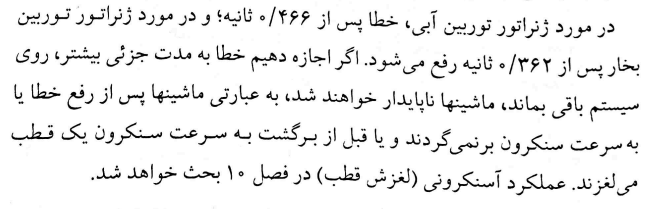 در مورد ژنراتور توربین آبی، خطا پس از ۰/۴۶۶ ثانیه؛ و در مورد ژنراتور توربین
بخار پس از ۰/۳۶۲ ثانیه رفع می‌شود. اگر اجازه دهیم خطا به مدت جزئی بیشتر، روی
سیستم باقی بماند، ماشینها ناپایدار خواهند شد، به عبارتی ماشینها پس از رفع خطا یا
به سرعت سنکرون برنمی‌گردند و یا قبل از برگشت به سرعت سنکرون یک قطب
می‌لغزند. عملکرد آسنکرونی (لغزش قطب) در فصل ۱۰ بحث خواهد شد.